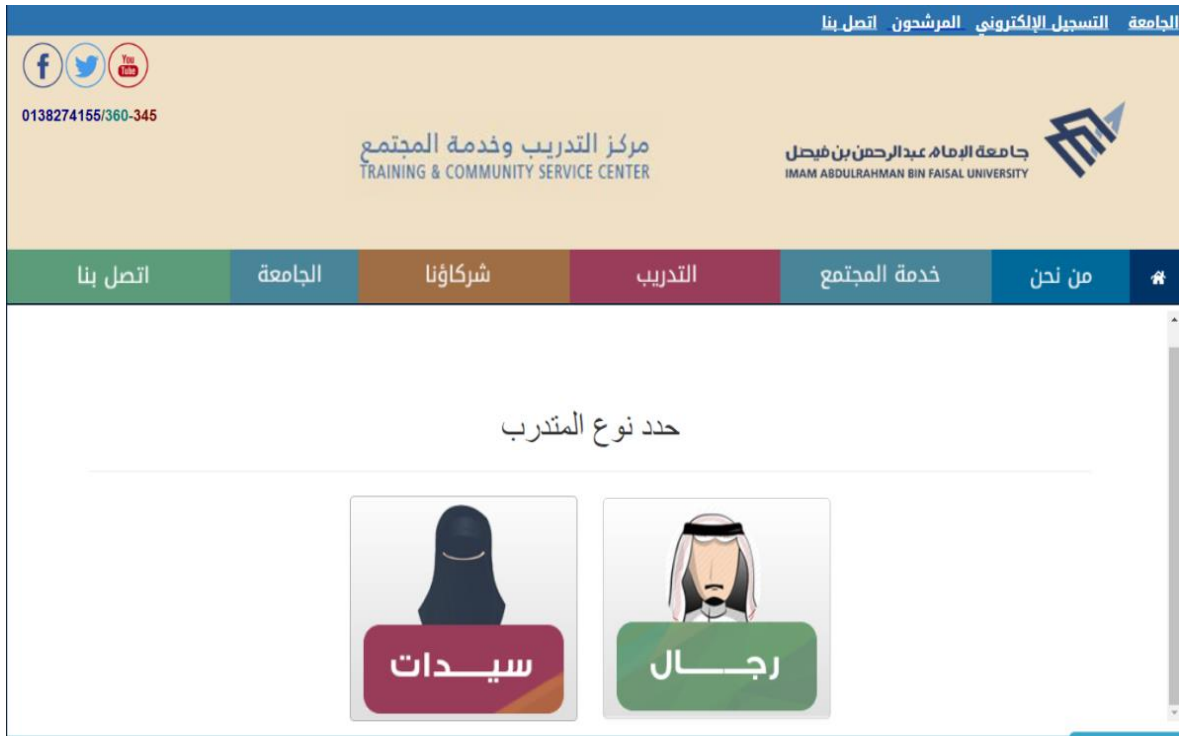 الجامعة التسجيل الإلكتروني المرشحون اتصل بنا
You
Tube
0138274155/360-345
جامعة الإمام عبدالرحمن بن فيصل
IMAM ABDULRAHMAN BIN FAISAL UNIVERSITY
مركز التدريب وخدمة المجتمع
TRAINING & COMMUNITY SERVICE CENTER
من نحن خدمة المجتمع التدريب شركاؤنا الجامعة اتصل بنا
حدد نوع المتدرب
رجــــال سيــــدات